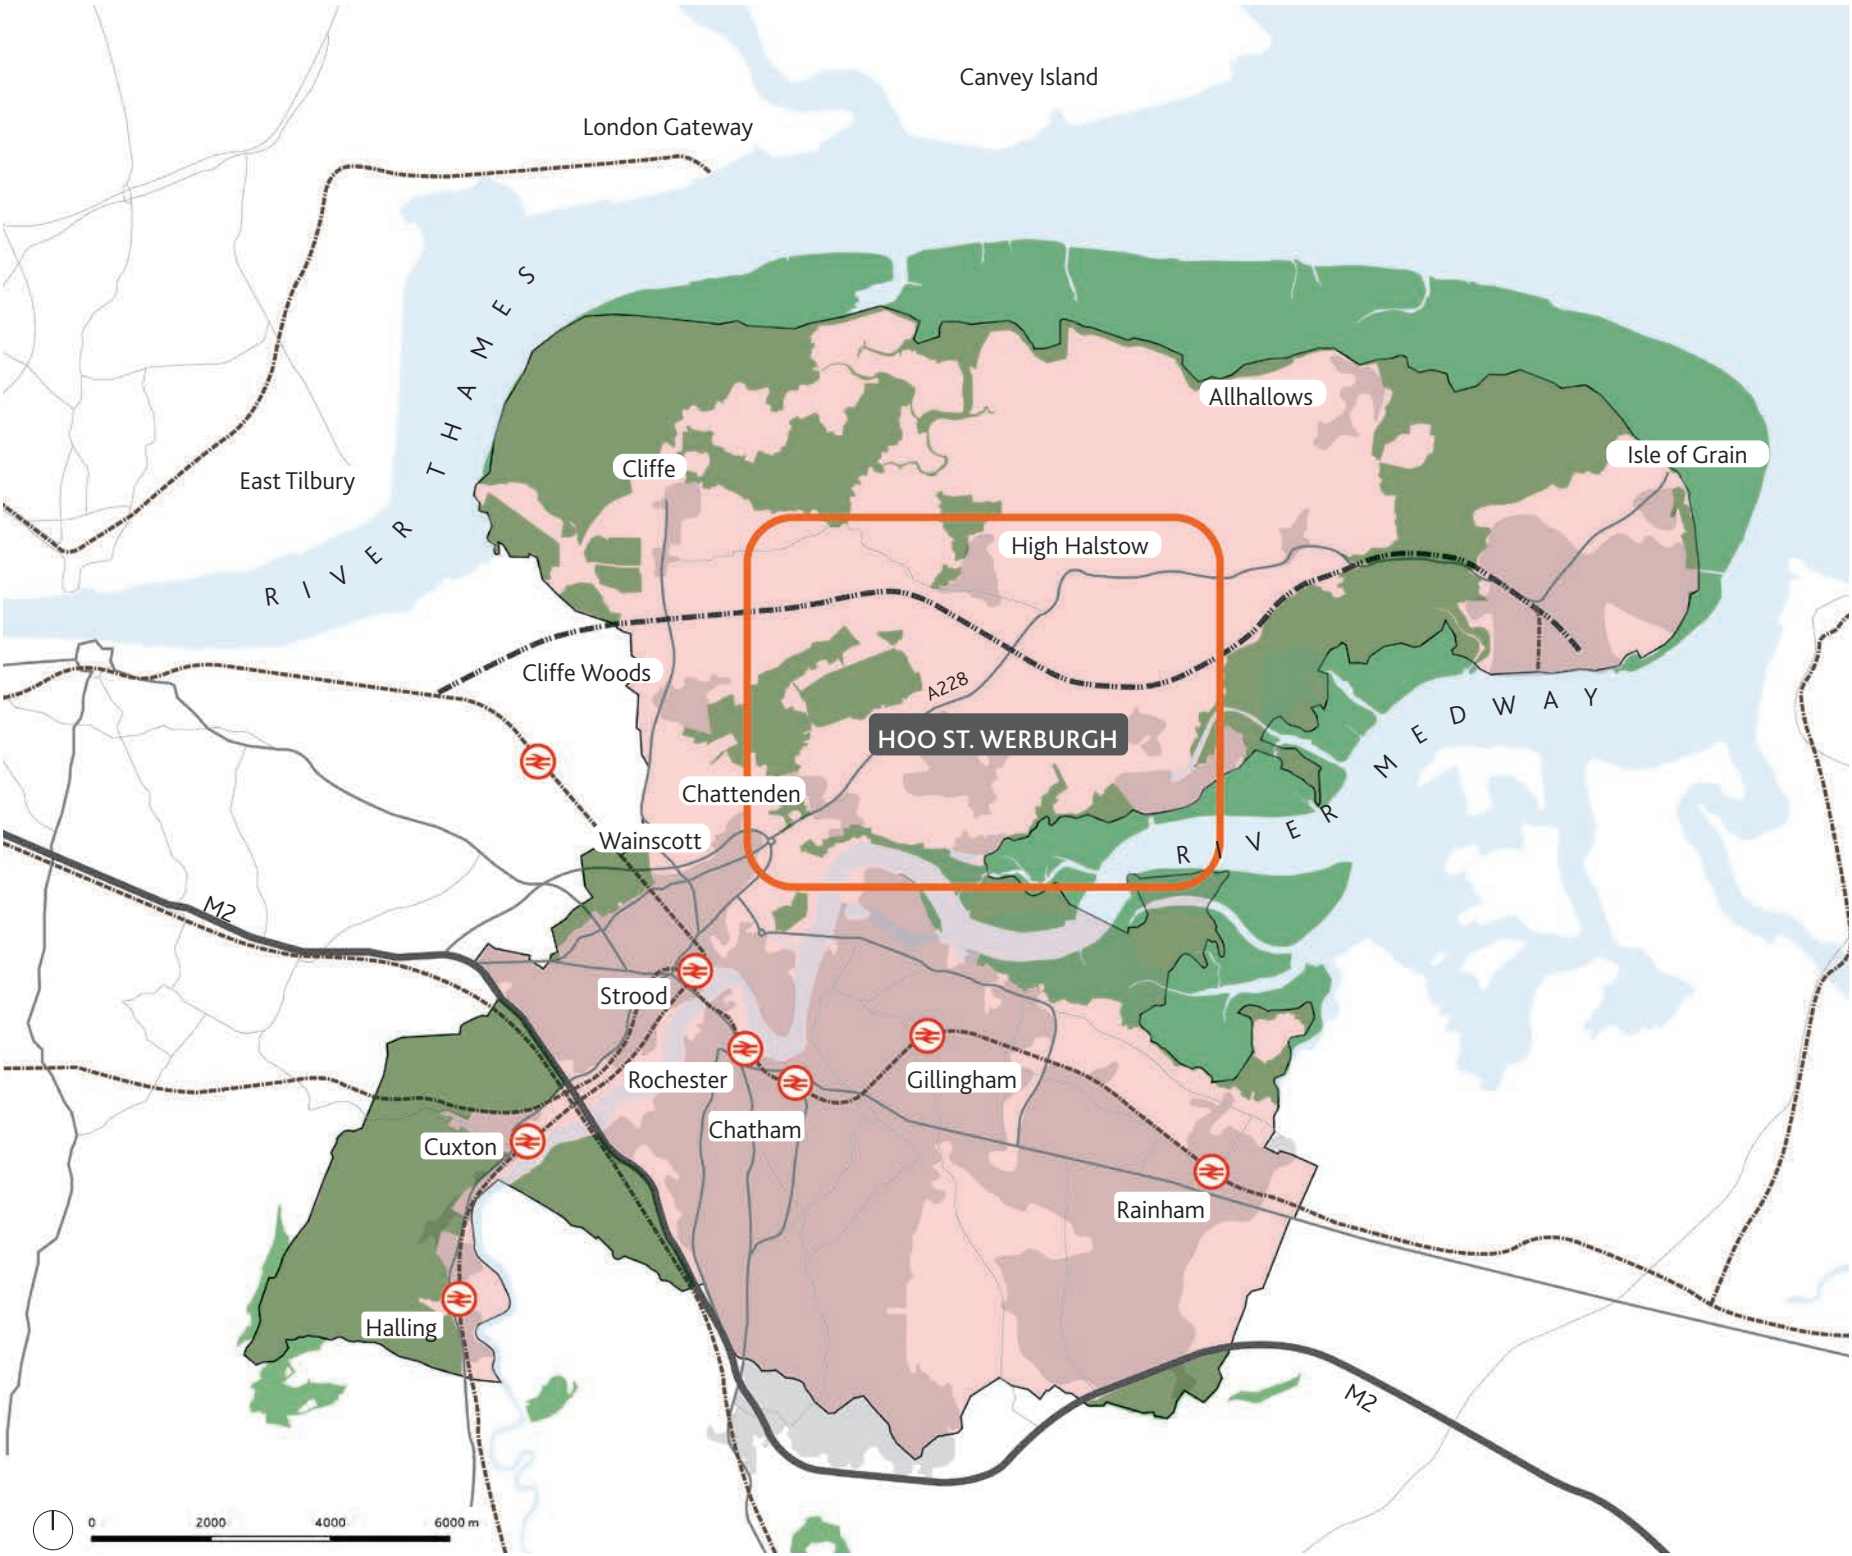 Canvey Island
London Gateway
RIVER THAMES
Allhallows
Isle of Grain
Cliffe
East Tilbury
High Halstow
Cliffe Woods
A228
RIVER MEDWAY
HOO ST. WERBURGH
Chattenden
Wainscott
M2
Strood
Rochester
Gillingham
Chatham
Cuxton
Rainham
Halling
M2
0 2000 4000 6000 m